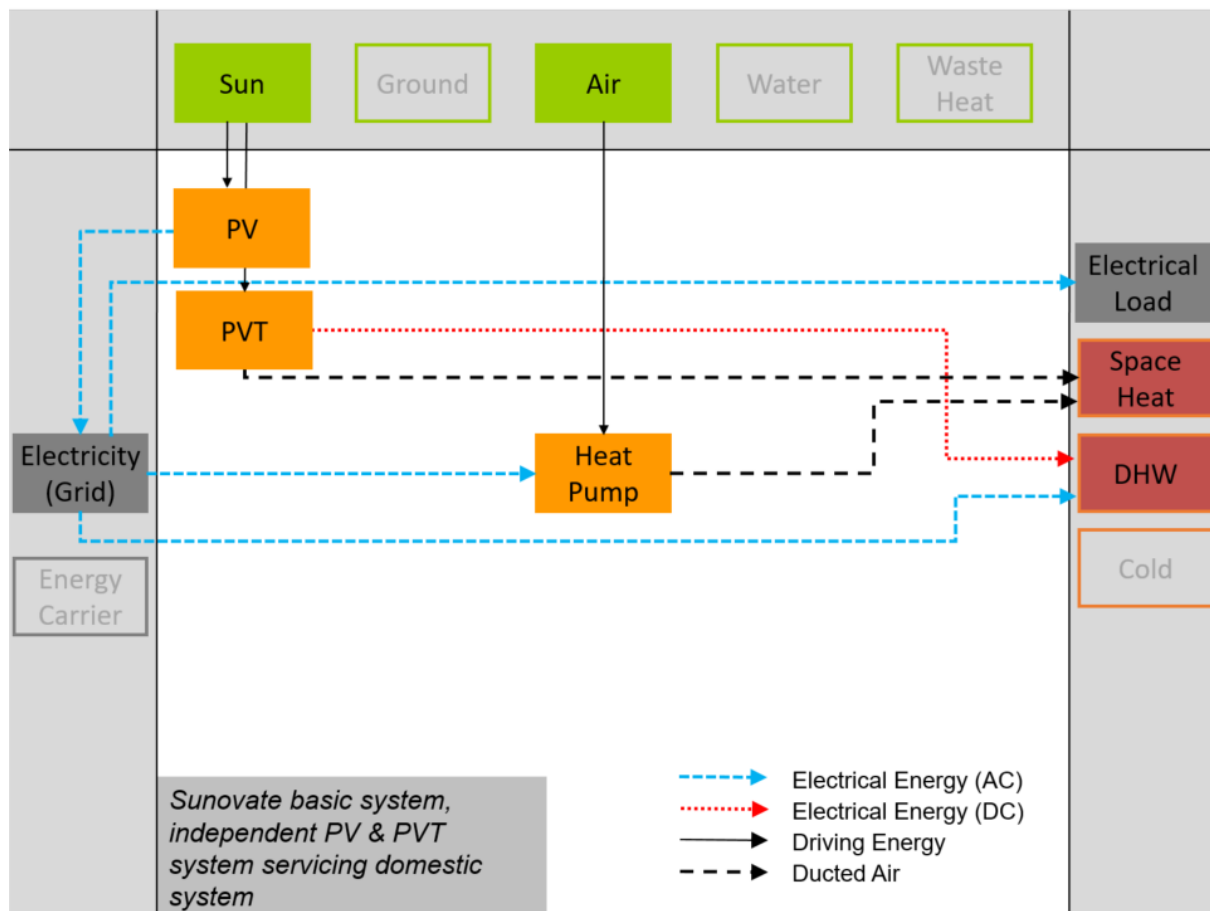 Sun
Ground
Air
Water
Waste
Heat
PV
PVT
Electrical
Load
Space
Heat
Electricity
(Grid)
Heat
Pump
DHW
Energy
Carrier
Cold
Sunovate basic system,
independent PV & PVT
system servicing domestic
system
Electrical Energy (AC)
Electrical Energy (DC)
Driving Energy
Ducted Air